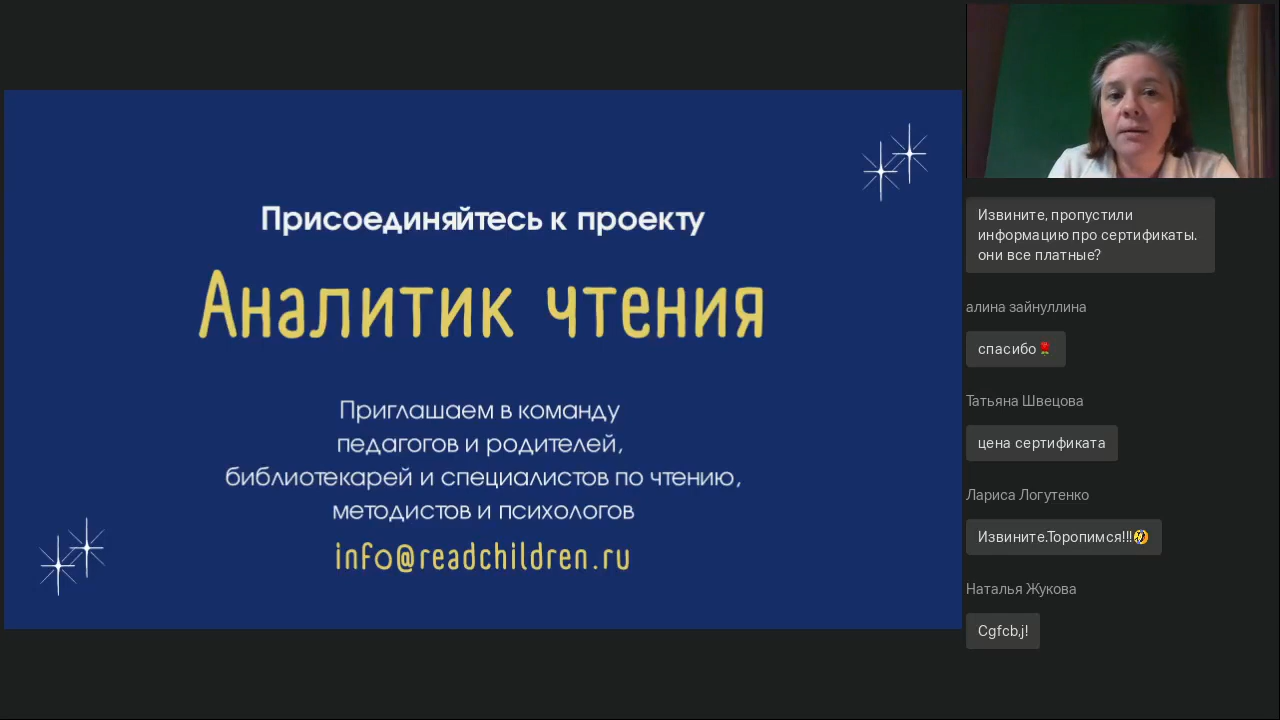 Присоединяйтесь к проекту
Аналитик чтения
Приглашаем в команду
педагогов и родителей,
библиотекарей и специалистов по чтению,
методистов и психологов
info@readchildren.ru
Извините, пропустили
информацию про сертификаты.
они все платные?
алина зайнуллина
спасибо🌹
Татьяна Швецова
цена сертификата
Лариса Логутенко
Извините.Торопимся!!!🤣
Наталья Жукова
Cgfcb,j!